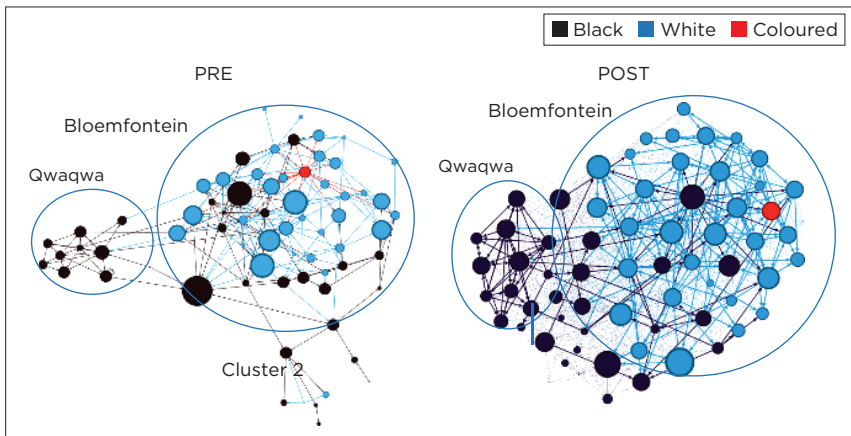 Black White Coloured
PRE
POST
Bloemfontein
Bloemfontein
Qwaqwa
Qwaqwa
Cluster 2